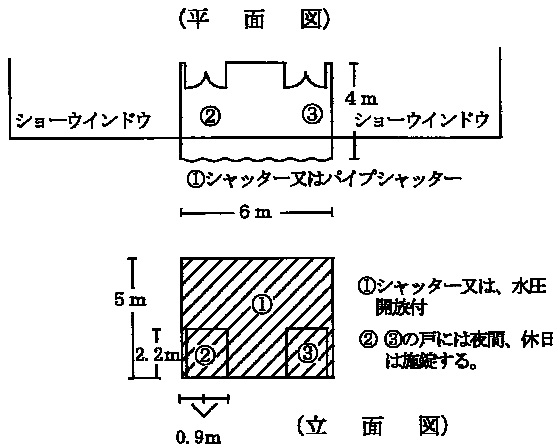 (平 面 図)
② ③
4m
ショーウインドウ ショーウインドウ
①シャッター又はパイプシャッター
6m
5m
①
2.2m
② ③
0.9m
①シャッター又は、水圧
開放付
② ③の戸には夜間、休日
は施錠する。
(立 面 図)